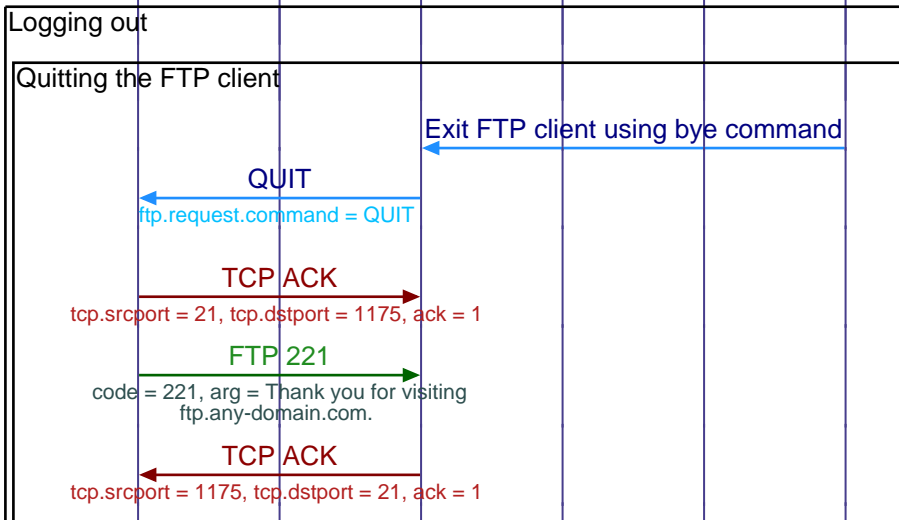 Logging out
Quitting the FTP client
Exit FTP client using bye command
QUIT
ftp.request.command = QUIT
TCP ACK
tcp.srcport = 21, tcp.dstport = 1175, ack = 1
FTP 221
code = 221, arg = Thank you for visiting
ftp.any-domain.com.
TCP ACK
tcp.srcport = 1175, tcp.dstport = 21, ack = 1